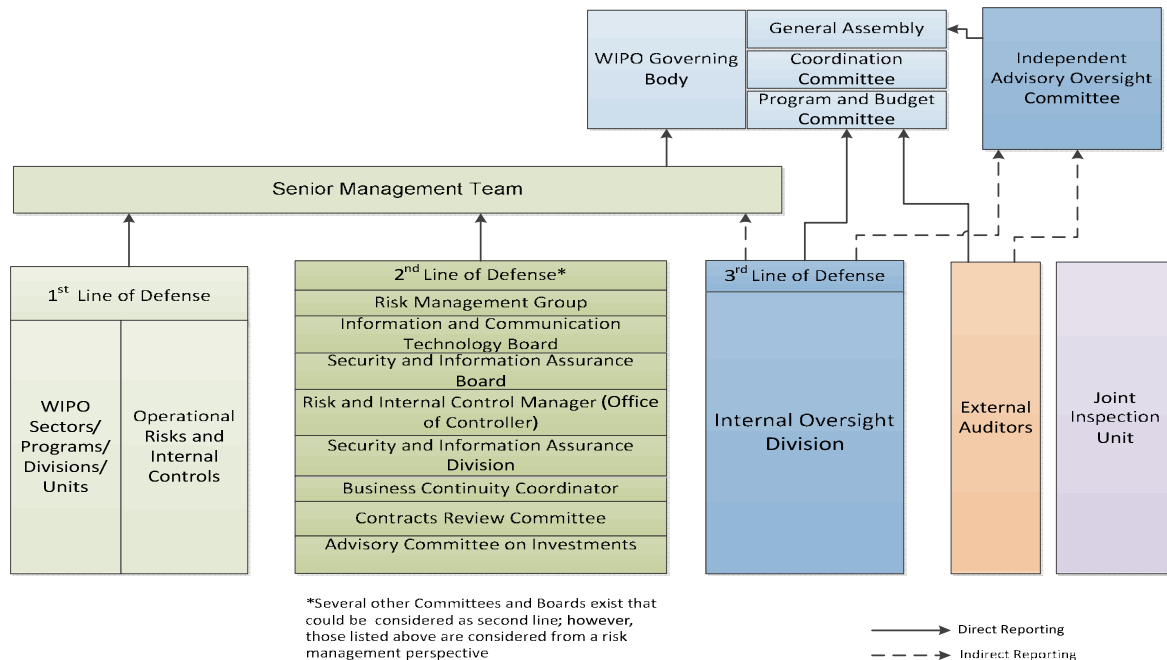 General Assembly
WIPO Governing
Body
Coordination
Committee
Program and Budget
Committee
Independent
Advisory Oversight
Committee
Senior Management Team
1st Line of Defense
WIPO
Sectors/
Programs/
Divisions/
Units
Operational
Risks and
Internal
Controls
2nd Line of Defense*
Risk Management Group
Information and Communication
Technology Board
Security and Information Assurance
Board
Risk and Internal Control Manager (Office
of Controller)
Security and Information Assurance
Division
Business Continuity Coordinator
Contracts Review Committee
Advisory Committee on Investments
3rd Line of Defense
Internal Oversight
Division
External
Auditors
Joint
Inspection
Unit
*Several other Committees and Boards exist that
could be considered as second line; however,
those listed above are considered from a risk
management perspective
Direct Reporting
Indirect Reporting